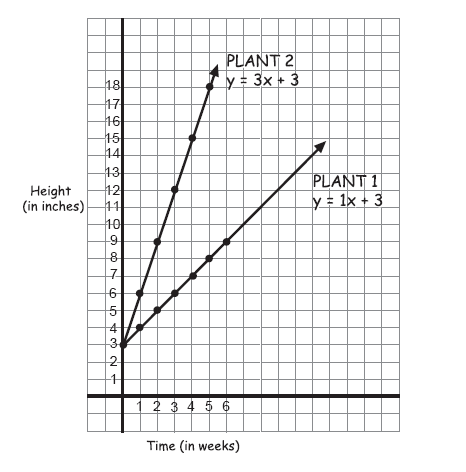 PLANT 2
y = 3x + 3
18
17
16
15
14
13
12
11
10
9
8
7
6
5
4
3
2
1
Height
(in inches)
PLANT 1
y = 1x + 3
1 2 3 4 5 6
Time (in weeks)